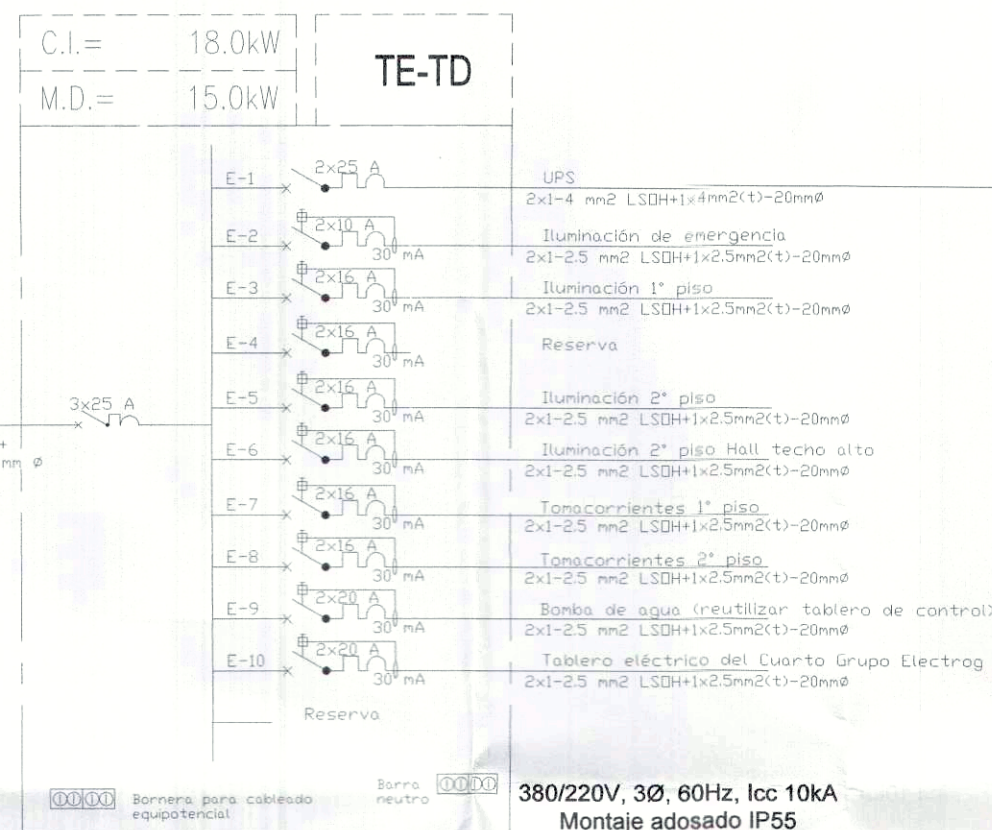 C.I.= 18.0kW
TE-TD
M.D.= 15.0kW
E-1 2x25 A UPS
2x1-4 mm2 LSOH+1x4mm2(t)-20mmØ
E-2 2x10 A 30 mA Iluminación de emergencia
2x1-2.5 mm2 LSOH+1x2.5mm2(t)-20mmØ
E-3 2x16 A 30 mA Iluminación 1° piso
2x1-2.5 mm2 LSOH+1x2.5mm2(t)-20mmØ
E-4 2x16 A 30 mA Reserva
3x25 A
+
mm Ø
E-5 2x16 A 30 mA Iluminación 2° piso
2x1-2.5 mm2 LSOH+1x2.5mm2(t)-20mmØ
E-6 2x16 A 30 mA Iluminación 2° piso Hall techo alto
2x1-2.5 mm2 LSOH+1x2.5mm2(t)-20mmØ
E-7 2x16 A 30 mA Tomacorrientes 1° piso
2x1-2.5 mm2 LSOH+1x2.5mm2(t)-20mmØ
E-8 2x16 A 30 mA Tomacorrientes 2° piso
2x1-2.5 mm2 LSOH+1x2.5mm2(t)-20mmØ
E-9 2x20 A 30 mA Bomba de agua (reutilizar tablero de control)
2x1-2.5 mm2 LSOH+1x2.5mm2(t)-20mmØ
E-10 2x20 A 30 mA Tablero eléctrico del Cuarto Grupo Electrog
2x1-2.5 mm2 LSOH+1x2.5mm2(t)-20mmØ
Reserva
Bornera para cableado
equipotencial
Barra
neutro
380/220V, 3Ø, 60Hz, Icc 10kA
Montaje adosado IP55